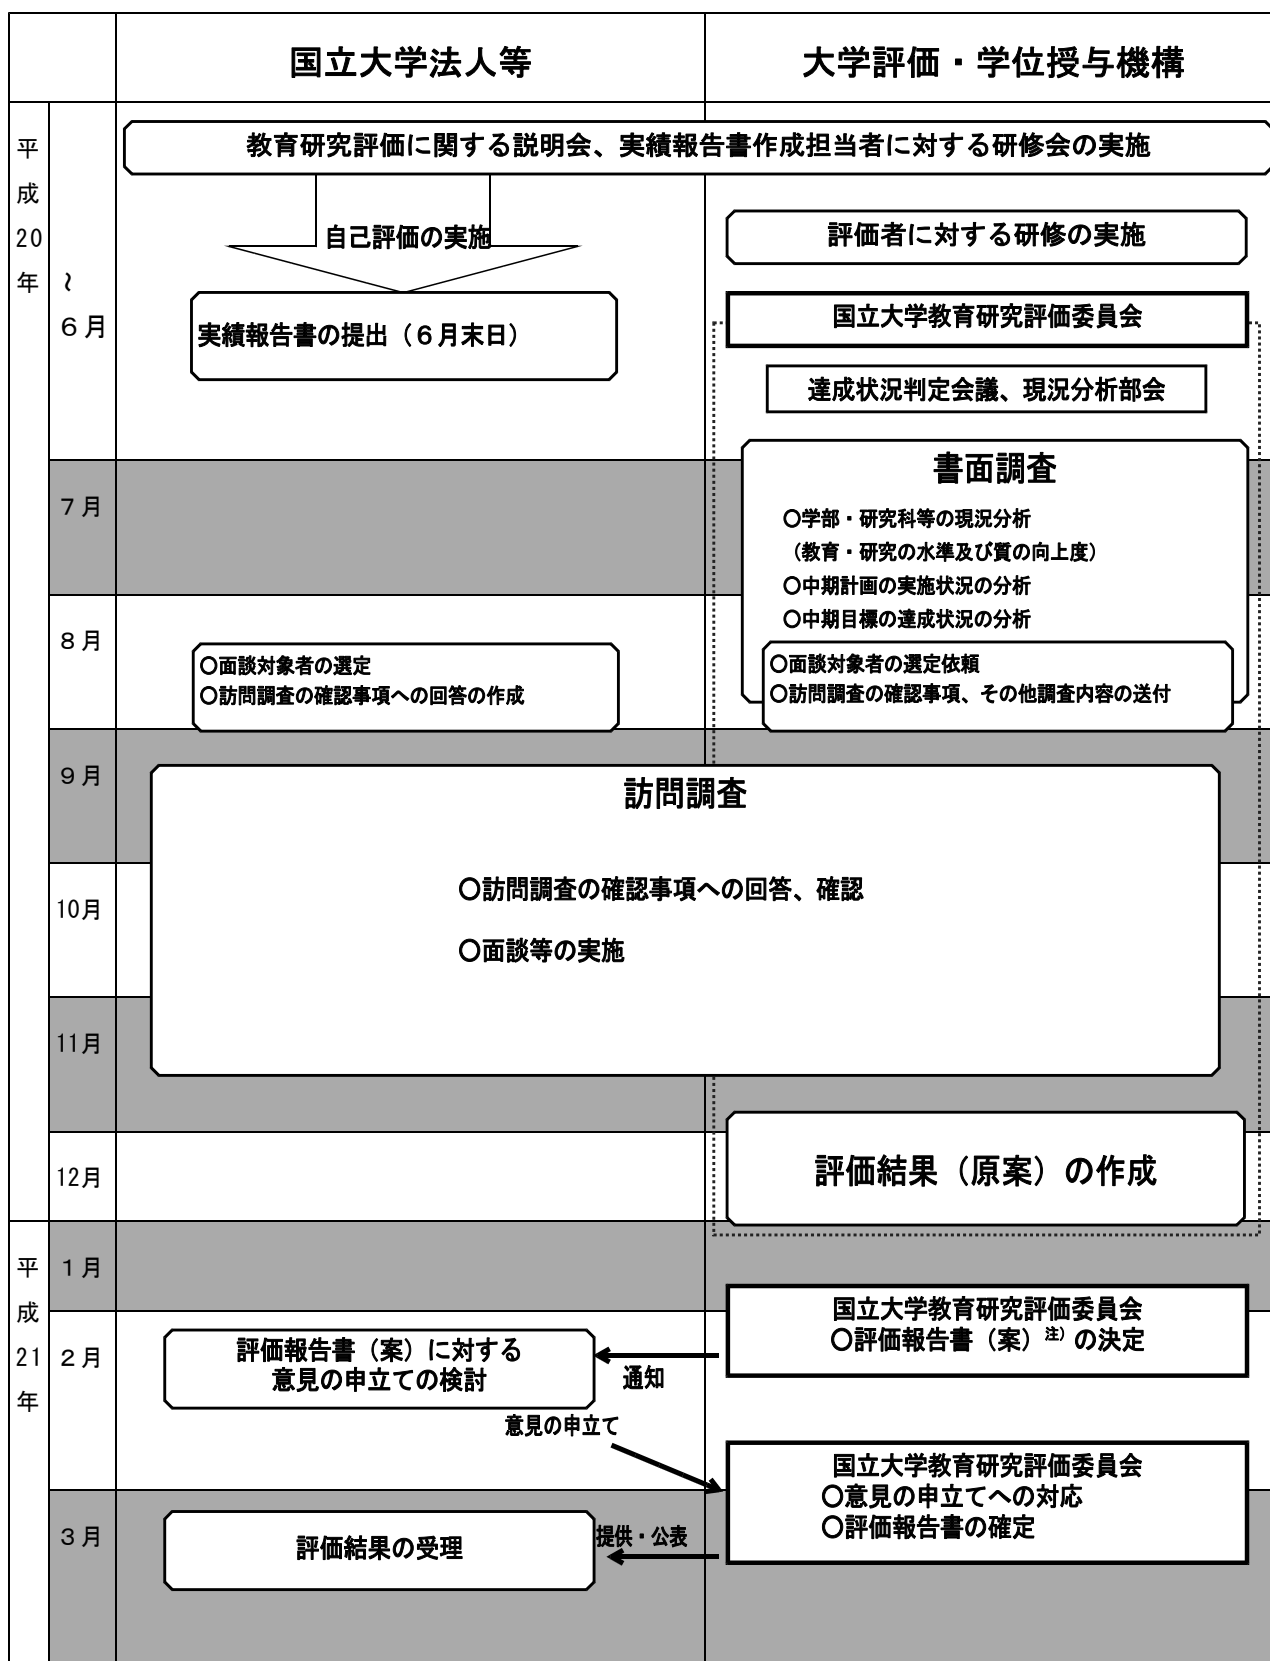 国立大学法人等
大学評価・学位授与機構
平成20年
～6月
教育研究評価に関する説明会、実績報告書作成担当者に対する研修会の実施
自己評価の実施
評価者に対する研修の実施
実績報告書の提出（６月末日）
国立大学教育研究評価委員会
達成状況判定会議、現況分析部会
7月
書面調査
○学部・研究科等の現況分析
（教育・研究の水準及び質の向上度）
○中期計画の実施状況の分析
○中期目標の達成状況の分析
8月
○面談対象者の選定
○訪問調査の確認事項への回答の作成
○面談対象者の選定依頼
○訪問調査の確認事項、その他調査内容の送付
9月
訪問調査
10月
○訪問調査の確認事項への回答、確認
○面談等の実施
11月
12月
評価結果（原案）の作成
平成21年
1月
国立大学教育研究評価委員会
○評価報告書（案）注）の決定
2月
評価報告書（案）に対する
意見の申立ての検討
通知
意見の申立て
国立大学教育研究評価委員会
○意見の申立てへの対応
○評価報告書の確定
3月
評価結果の受理
提供・公表